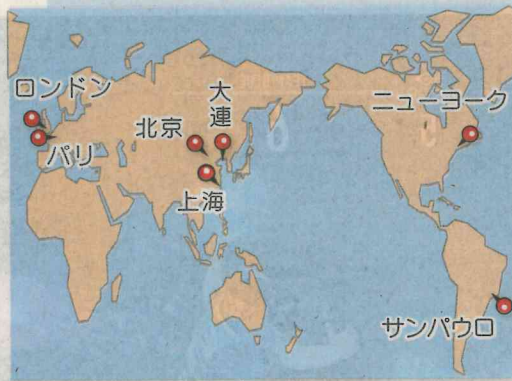 ロンドン
パリ
北京
大連
上海
ニューヨーク
サンパウロ